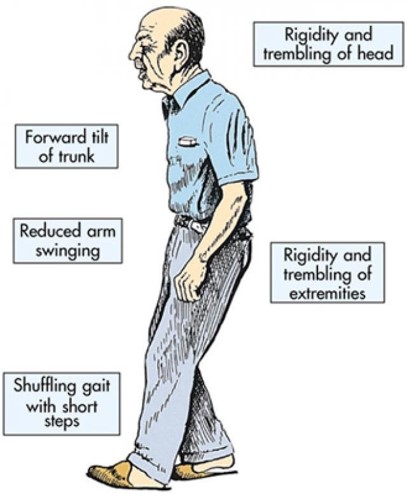 Rigidity and
trembling of head
Forward tilt
of trunk
Reduced arm
swinging
Rigidity and
trembling of
extremities
Shuffling gait
with short
steps